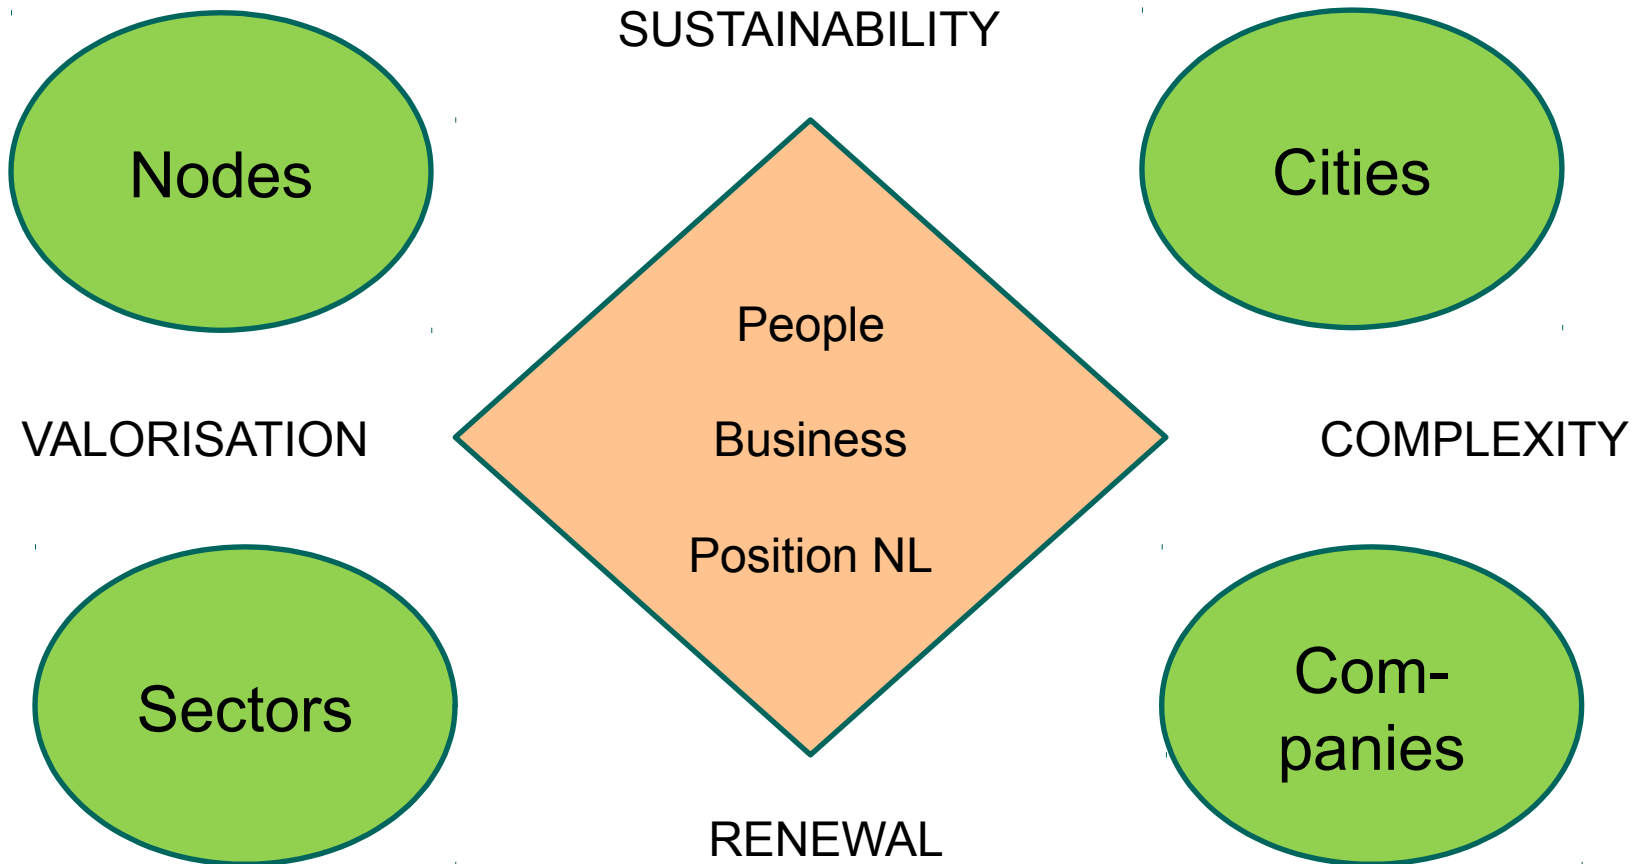 SUSTAINABILITY
Nodes
Cities
People
Business
Position NL
VALORISATION
COMPLEXITY
Sectors
Com-
panies
RENEWAL